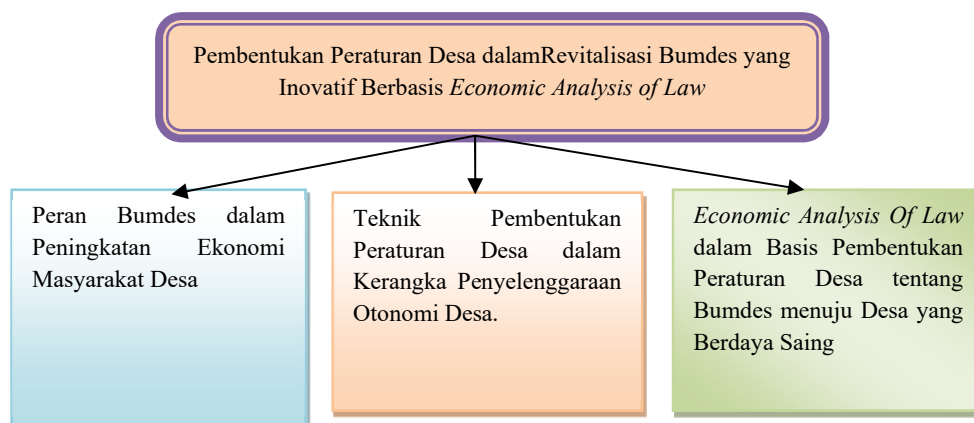 Pembentukan Peraturan Desa dalamRevitalisasi Bumdes yang
Inovatif Berbasis Economic Analysis of Law
Peran Bumdes dalam
Peningkatan Ekonomi
Masyarakat Desa
Teknik Pembentukan
Peraturan Desa dalam
Kerangka Penyelenggaraan
Otonomi Desa.
Economic Analysis Of Law
dalam Basis Pembentukan
Peraturan Desa tentang
Bumdes menuju Desa yang
Berdaya Saing